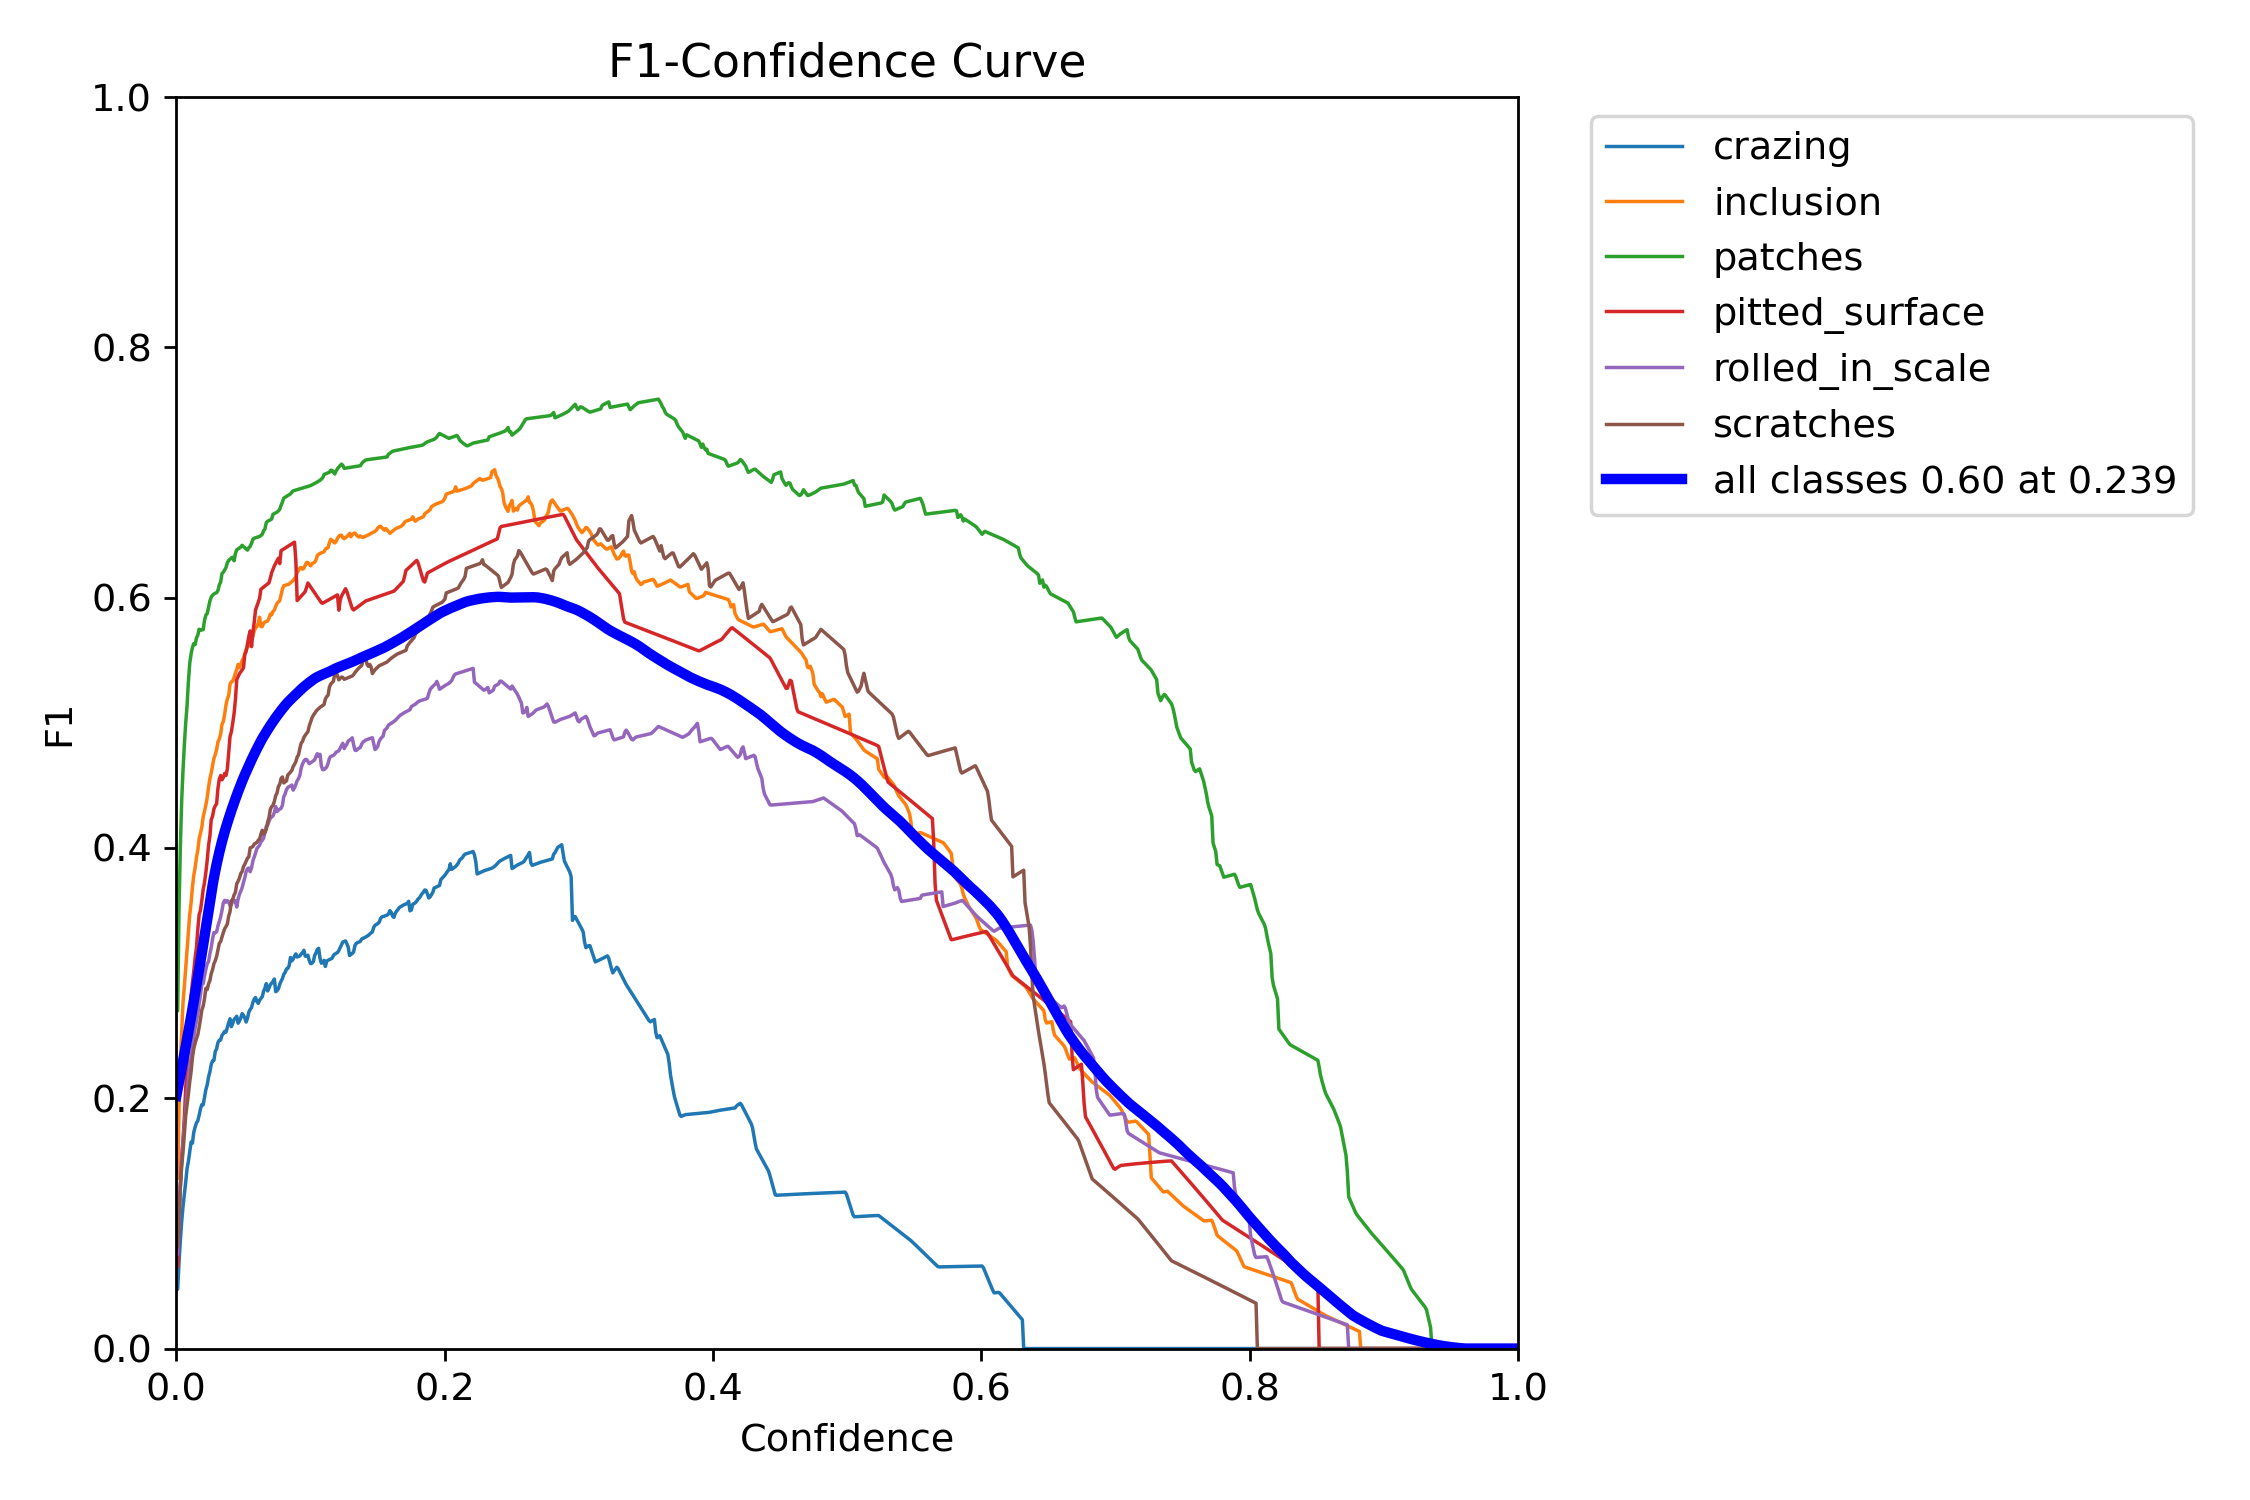 F1-Confidence Curve
1.0
0.8
0.6
0.4
0.2
0.0
F1
0.0 0.2 0.4 0.6 0.8 1.0
Confidence
crazing
inclusion
patches
pitted_surface
rolled_in_scale
scratches
all classes 0.60 at 0.239